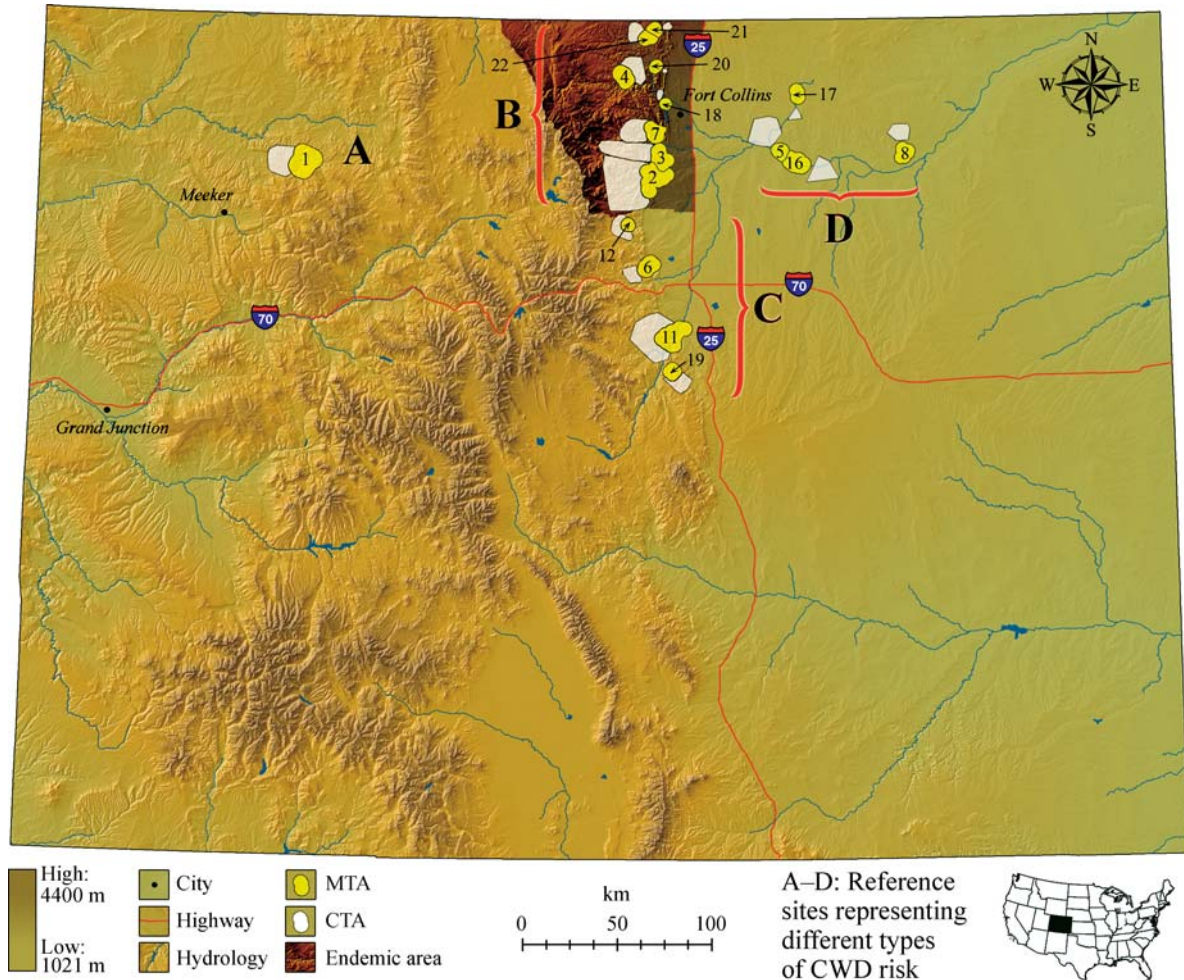 21
25
N
W E
S
22
20
4
B
Fort Collins
17
18
A
7
1
3
5
16
8
2
Meeker
D
12
6
70
C
70
11
25
19
Grand Junction
High:
4400 m
Low:
1021 m
City
Highway
Hydrology
MTA
CTA
Endemic area
km
0 50 100
A–D: Reference
sites representing
different types
of CWD risk